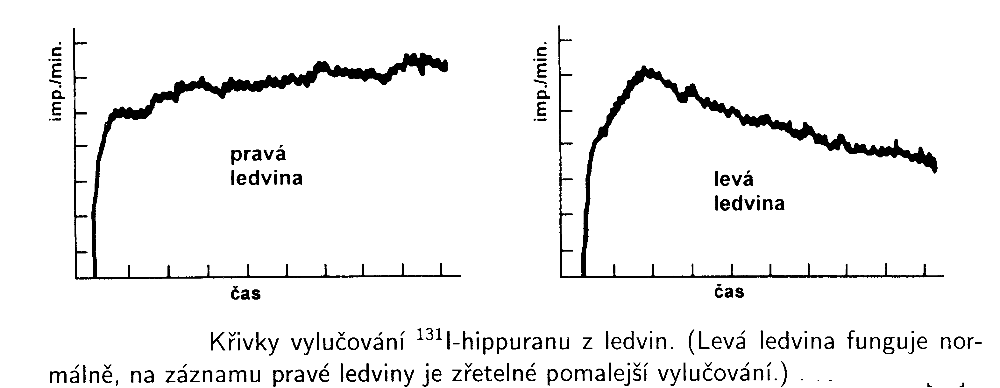 imp./min.
pravá
ledvina
čas
imp./min.
levá
ledvina
čas
Křivky vylučování ¹³¹I-hippuranu z ledvin. (Levá ledvina funguje nor-
málně, na záznamu pravé ledviny je zřetelné pomalejší vylučování.)